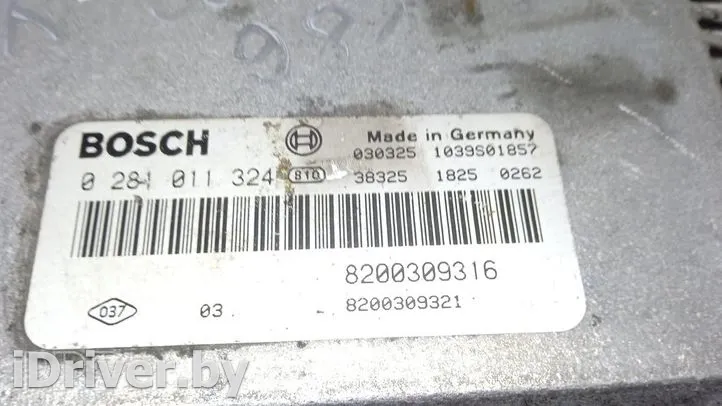 BOSCH
Made in Germany
030325 1039S01857
0 281 011 324 S10 38325 1825 0262
8200309316
037 03 8200309321
iDriver.by